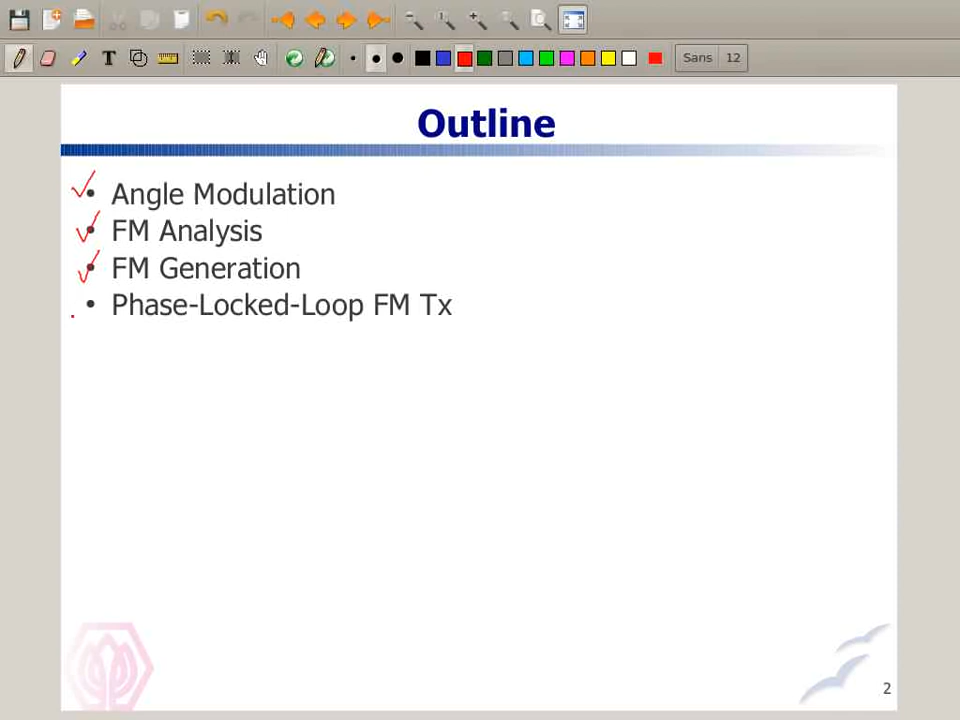 Sans 12
Outline
• Angle Modulation
• FM Analysis
• FM Generation
• Phase-Locked-Loop FM Tx
2